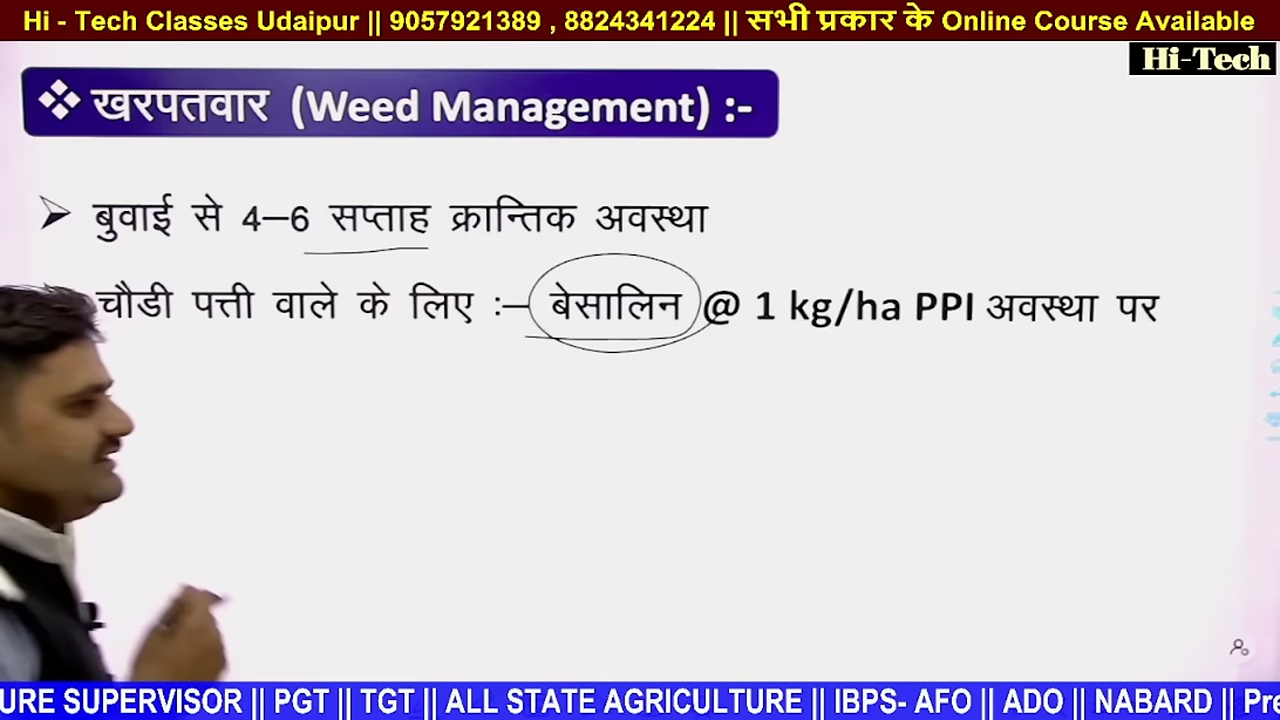 Hi - Tech Classes Udaipur || 9057921389 , 8824341224 || सभी प्रकार के Online Course Available
Hi-Tech
❖ खरपतवार (Weed Management) :-
➢ बुवाई से 4–6 सप्ताह क्रान्तिक अवस्था
चौडी पत्ती वाले के लिए :– बेसालिन @ 1 kg/ha PPI अवस्था पर
URE SUPERVISOR || PGT || TGT || ALL STATE AGRICULTURE || IBPS- AFO || ADO || NABARD || Pre